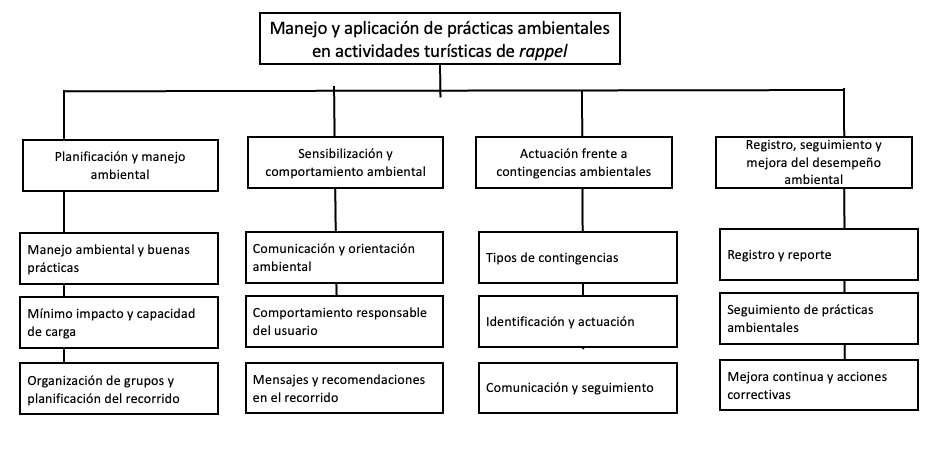 Manejo y aplicación de prácticas ambientales
en actividades turísticas de rappel
Planificación y manejo
ambiental
Sensibilización y
comportamiento ambiental
Actuación frente a
contingencias ambientales
Registro, seguimiento y
mejora del desempeño
ambiental
Manejo ambiental y buenas
prácticas
Comunicación y orientación
ambiental
Tipos de contingencias
Registro y reporte
Mínimo impacto y capacidad
de carga
Comportamiento responsable
del usuario
Identificación y actuación
Seguimiento de prácticas
ambientales
Organización de grupos y
planificación del recorrido
Mensajes y recomendaciones
en el recorrido
Comunicación y seguimiento
Mejora continua y acciones
correctivas